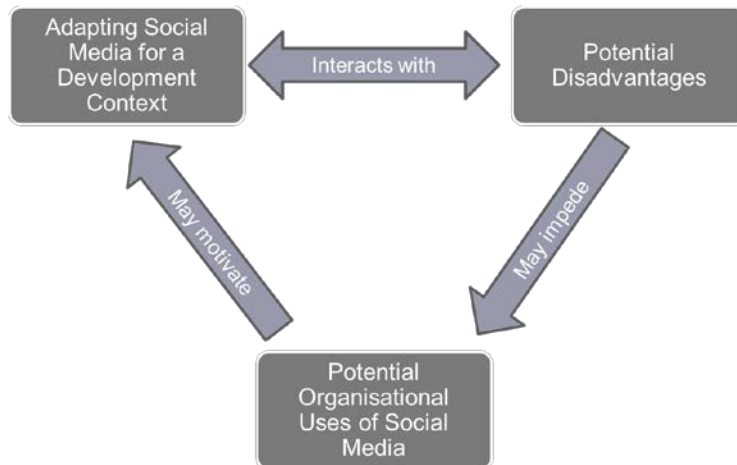 Adapting Social
Media for a
Development
Context
Interacts with
Potential
Disadvantages
May motivate
May impede
Potential
Organisational
Uses of Social
Media